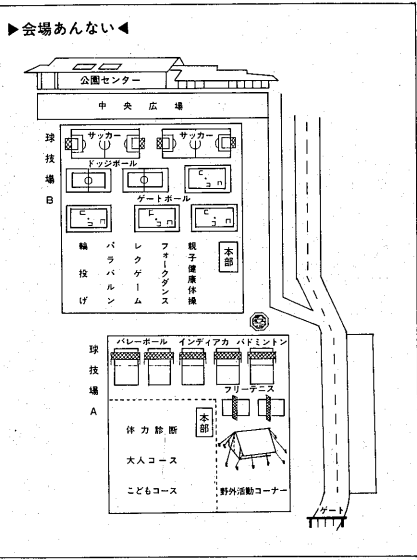 ▶会場あんない◀
公園センター
中央広場
球技場B
サッカー
サッカー
ドッジボール
ゲートボール
輪投げ
パラバルーン
レクゲーム
フォークダンス
親子健康体操
本部
球技場A
バレーボール インディアカ バドミントン
フリーテニス
本部
体力診断
大人コース
こどもコース
野外活動コーナー
ゲート